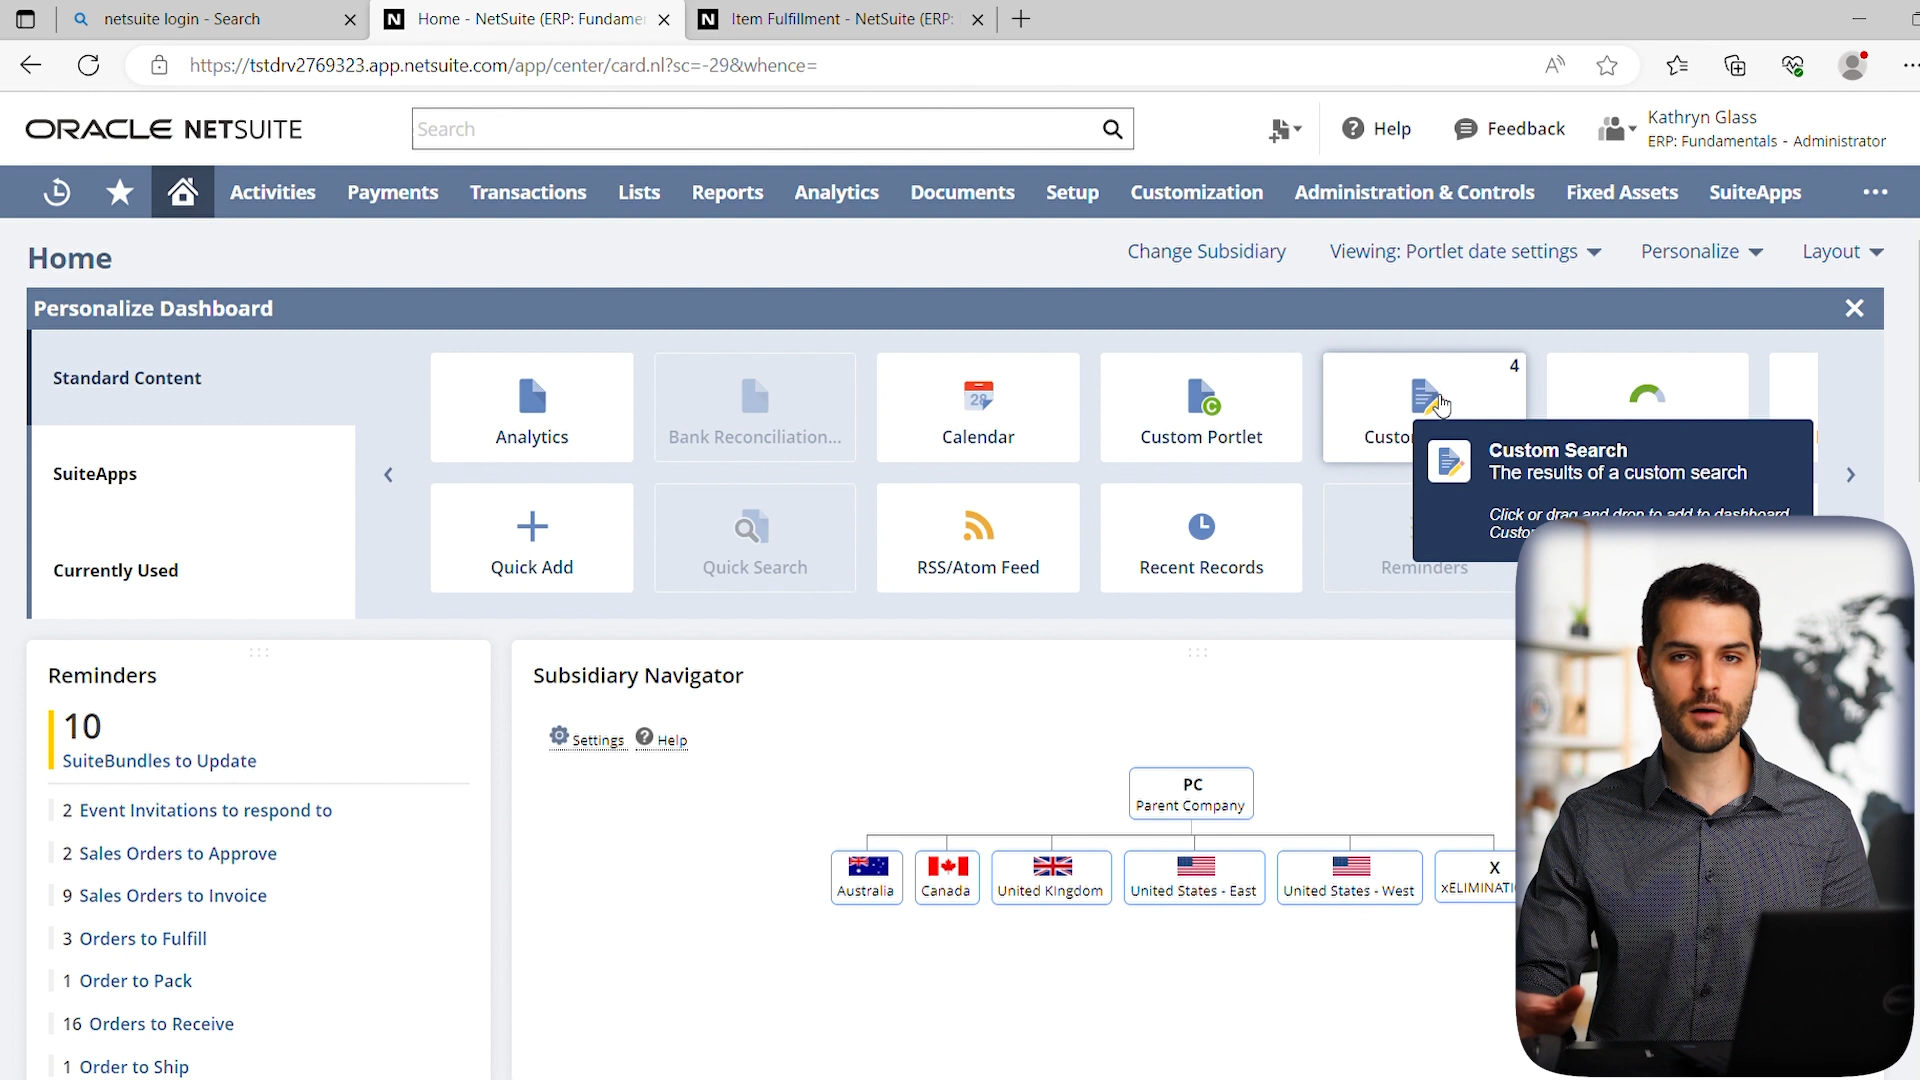 netsuite login - Search
Home - NetSuite (ERP: Fundame
Item Fulfillment - NetSuite (ERP:
https://tstdrv2769323.app.netsuite.com/app/center/card.nl?sc=-29&whence=
ORACLE NETSUITE
Search
Help
Feedback
Kathryn Glass
ERP: Fundamentals - Administrator
Activities
Payments
Transactions
Lists
Reports
Analytics
Documents
Setup
Customization
Administration & Controls
Fixed Assets
SuiteApps
Home
Change Subsidiary
Viewing: Portlet date settings
Personalize
Layout
Personalize Dashboard
Standard Content
SuiteApps
Currently Used
Analytics
Bank Reconciliation...
28
Calendar
Custom Portlet
4
Custo
Custom Search
The results of a custom search
Click or drag and drop to add to dashboard
Custo
Quick Add
Quick Search
RSS/Atom Feed
Recent Records
Reminders
Reminders
10
SuiteBundles to Update
2 Event Invitations to respond to
2 Sales Orders to Approve
9 Sales Orders to Invoice
3 Orders to Fulfill
1 Order to Pack
16 Orders to Receive
1 Order to Ship
Subsidiary Navigator
Settings
Help
PC
Parent Company
Australia
Canada
United Kingdom
United States - East
United States - West
X
xELIMINATI